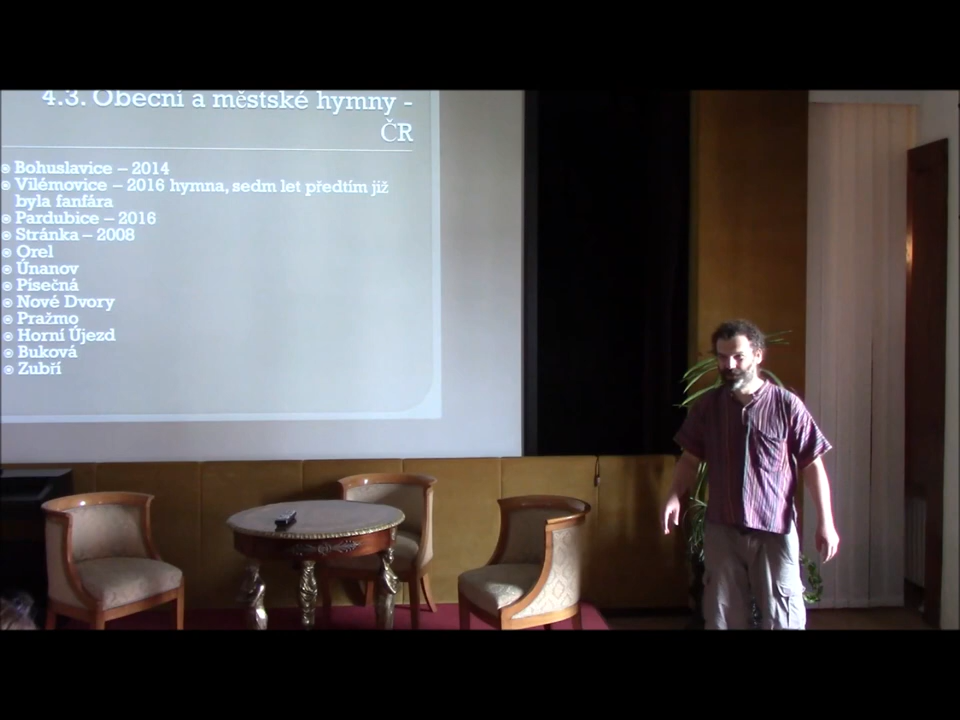 4.3. Obecní a městské hymny -
ČR
Bohuslavice – 2014
Vilémovice – 2016 hymna, sedm let předtím již
byla fanfára
Pardubice – 2016
Stránka – 2008
Orel
Únanov
Písečná
Nové Dvory
Pražmo
Horní Újezd
Buková
Zubří